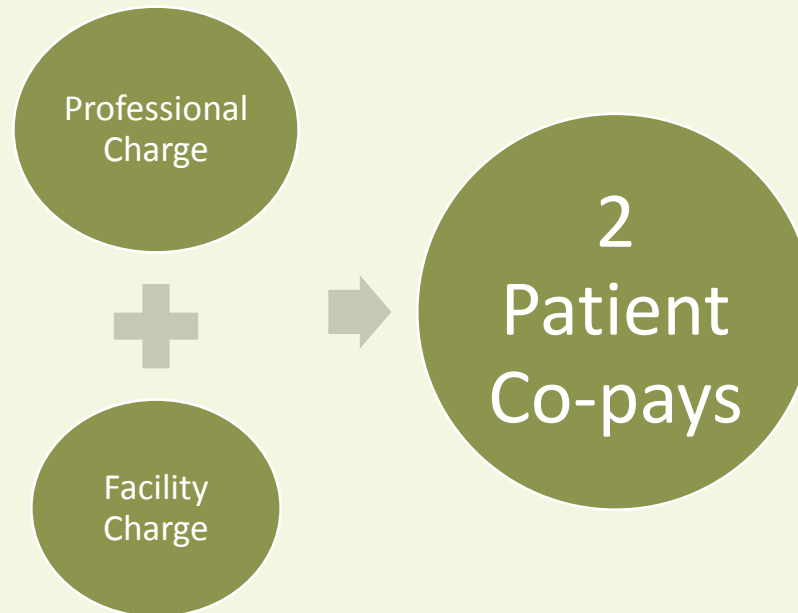 Professional
Charge
Facility
Charge
2
Patient
Co-pays